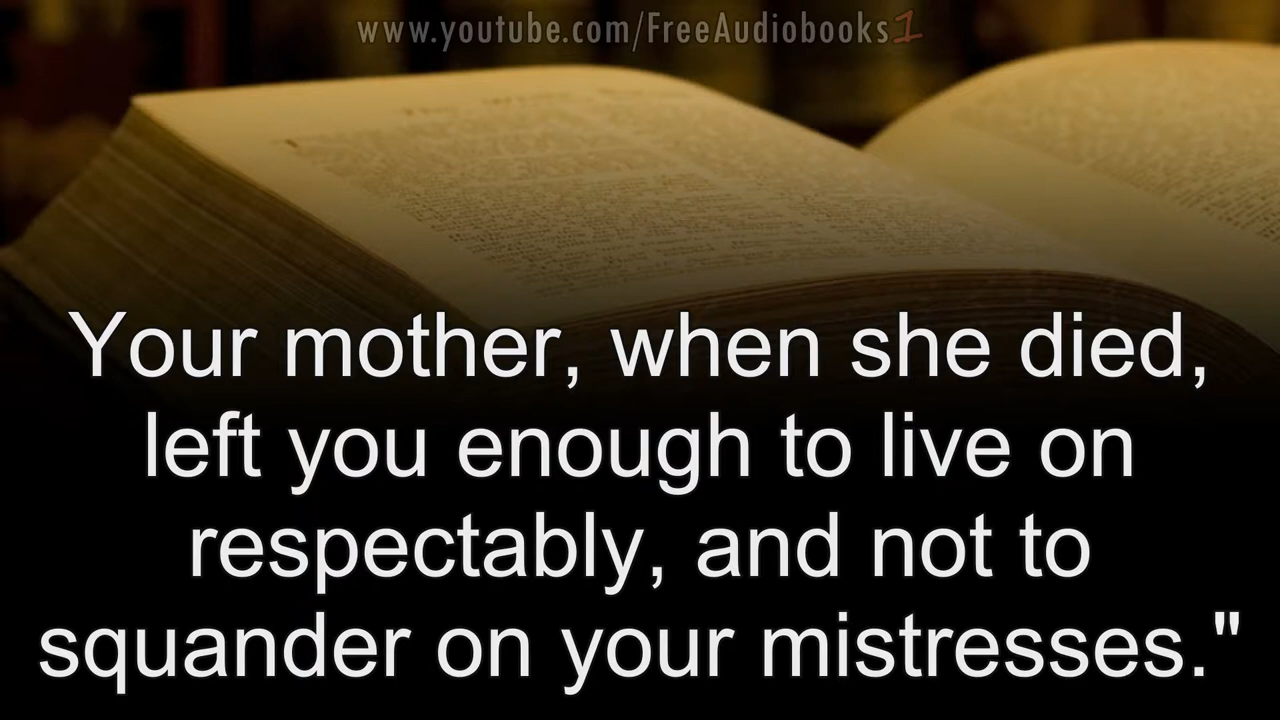 www.youtube.com/FreeAudiobooks1
Your mother, when she died,
left you enough to live on
respectably, and not to
squander on your mistresses."